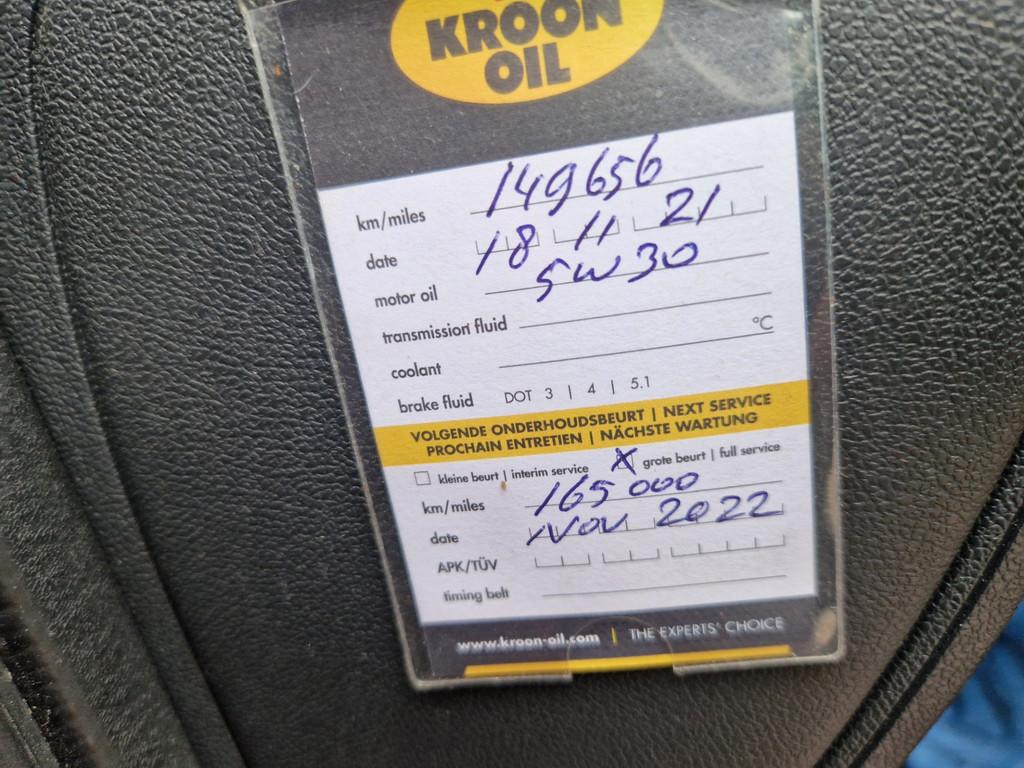 KROON
OIL
km/miles 149656
date 18 11 21
motor oil 5W30
transmission fluid
coolant °C
brake fluid DOT 3 | 4 | 5.1
VOLGENDE ONDERHOUDSBEURT | NEXT SERVICE
PROCHAIN ENTRETIEN | NÄCHSTE WARTUNG
kleine beurt | interim service X grote beurt | full service
km/miles 165000
date Nov 2022
APK/TÜV
timing belt
www.kroon-oil.com | THE EXPERTS' CHOICE